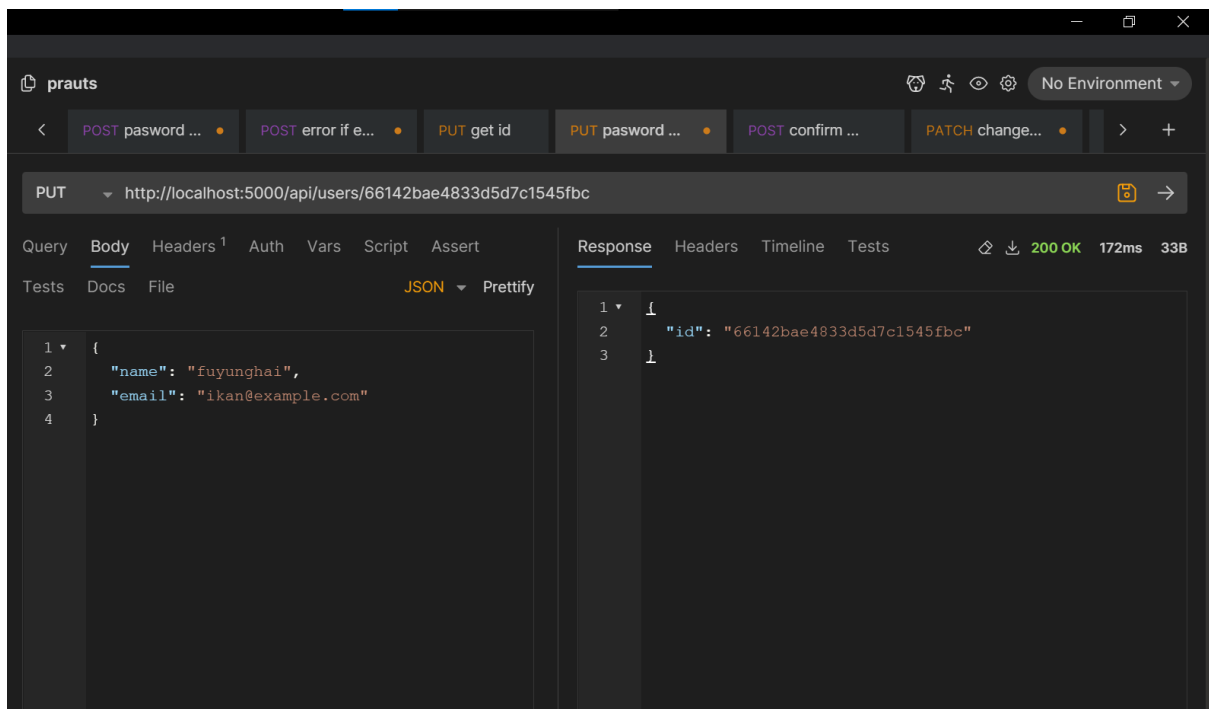 prauts
No Environment
POST pasword ... POST error if e... PUT get id PUT pasword ... POST confirm ... PATCH change... +
PUT http://localhost:5000/api/users/66142bae4833d5d7c1545fbc
Query Body Headers 1 Auth Vars Script Assert
Tests Docs File JSON Prettify
1 {
2 "name": "fuyunghai",
3 "email": "ikan@example.com"
4 }
Response Headers Timeline Tests 200 OK 172ms 33B
1 {
2 "id": "66142bae4833d5d7c1545fbc"
3 }